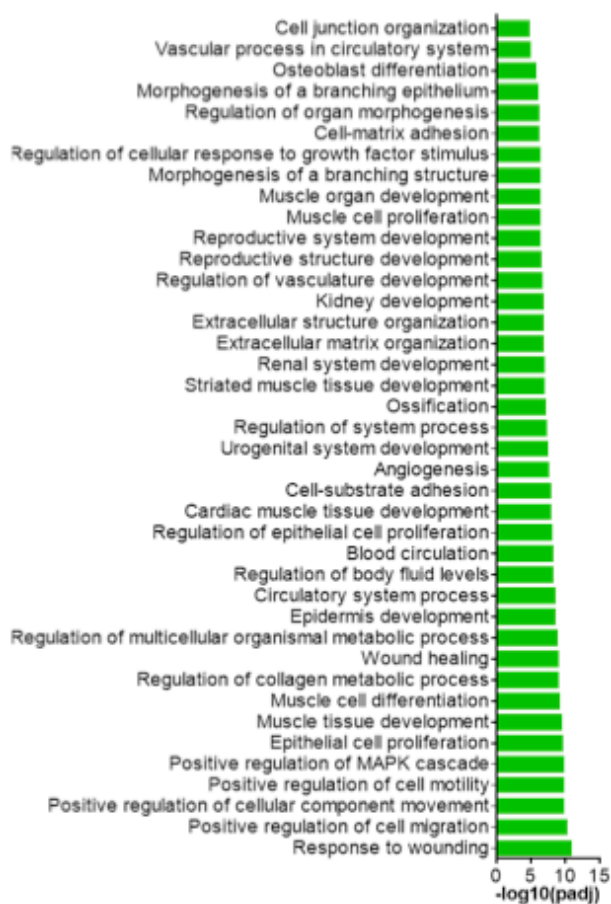 Cell junction organization
Vascular process in circulatory system
Osteoblast differentiation
Morphogenesis of a branching epithelium
Regulation of organ morphogenesis
Cell-matrix adhesion
Regulation of cellular response to growth factor stimulus
Morphogenesis of a branching structure
Muscle organ development
Muscle cell proliferation
Reproductive system development
Reproductive structure development
Regulation of vasculature development
Kidney development
Extracellular structure organization
Extracellular matrix organization
Renal system development
Striated muscle tissue development
Ossification
Regulation of system process
Urogenital system development
Angiogenesis
Cell-substrate adhesion
Cardiac muscle tissue development
Regulation of epithelial cell proliferation
Blood circulation
Regulation of body fluid levels
Circulatory system process
Epidermis development
Regulation of multicellular organismal metabolic process
Wound healing
Regulation of collagen metabolic process
Muscle cell differentiation
Muscle tissue development
Epithelial cell proliferation
Positive regulation of MAPK cascade
Positive regulation of cell motility
Positive regulation of cellular component movement
Positive regulation of cell migration
Response to wounding
0 5 10 15
-log10(padj)